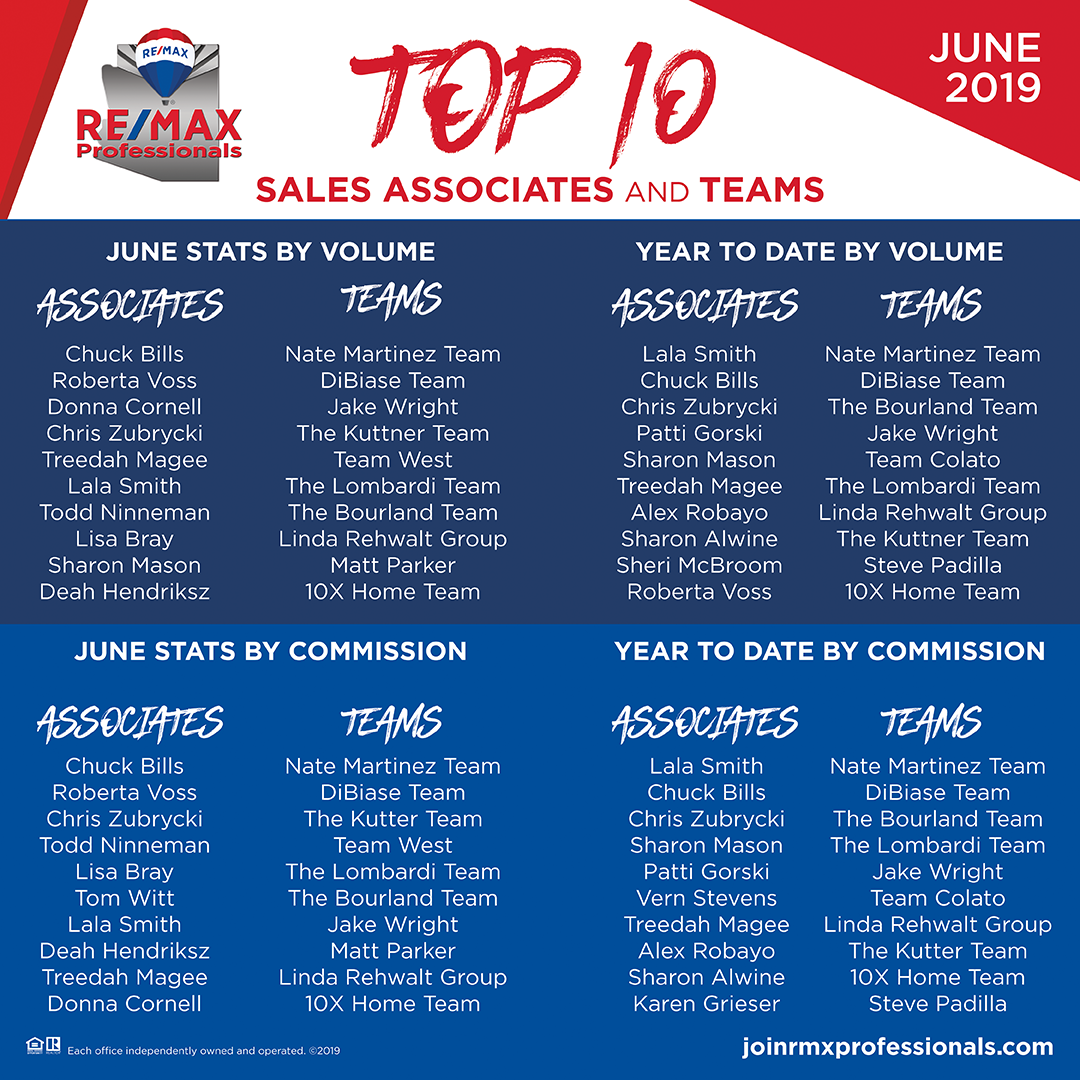 RE/MAX
RE/MAX
Professionals
TOP 10
JUNE
2019
SALES ASSOCIATES AND TEAMS
JUNE STATS BY VOLUME
ASSOCIATES
Chuck Bills
Roberta Voss
Donna Cornell
Chris Zubrycki
Treedah Magee
Lala Smith
Todd Ninneman
Lisa Bray
Sharon Mason
Deah Hendriksz
TEAMS
Nate Martinez Team
DiBiase Team
Jake Wright
The Kuttner Team
Team West
The Lombardi Team
The Bourland Team
Linda Rehwalt Group
Matt Parker
10X Home Team
YEAR TO DATE BY VOLUME
ASSOCIATES
Lala Smith
Chuck Bills
Chris Zubrycki
Patti Gorski
Sharon Mason
Treedah Magee
Alex Robayo
Sharon Alwine
Sheri McBroom
Roberta Voss
TEAMS
Nate Martinez Team
DiBiase Team
The Bourland Team
Jake Wright
Team Colato
The Lombardi Team
Linda Rehwalt Group
The Kuttner Team
Steve Padilla
10X Home Team
JUNE STATS BY COMMISSION
ASSOCIATES
Chuck Bills
Roberta Voss
Chris Zubrycki
Todd Ninneman
Lisa Bray
Tom Witt
Lala Smith
Deah Hendriksz
Treedah Magee
Donna Cornell
TEAMS
Nate Martinez Team
DiBiase Team
The Kutter Team
Team West
The Lombardi Team
The Bourland Team
Jake Wright
Matt Parker
Linda Rehwalt Group
10X Home Team
YEAR TO DATE BY COMMISSION
ASSOCIATES
Lala Smith
Chuck Bills
Chris Zubrycki
Sharon Mason
Patti Gorski
Vern Stevens
Treedah Magee
Alex Robayo
Sharon Alwine
Karen Grieser
TEAMS
Nate Martinez Team
DiBiase Team
The Bourland Team
The Lombardi Team
Jake Wright
Team Colato
Linda Rehwalt Group
The Kutter Team
10X Home Team
Steve Padilla
Each office independently owned and operated. ©2019
joinrmxprofessionals.com